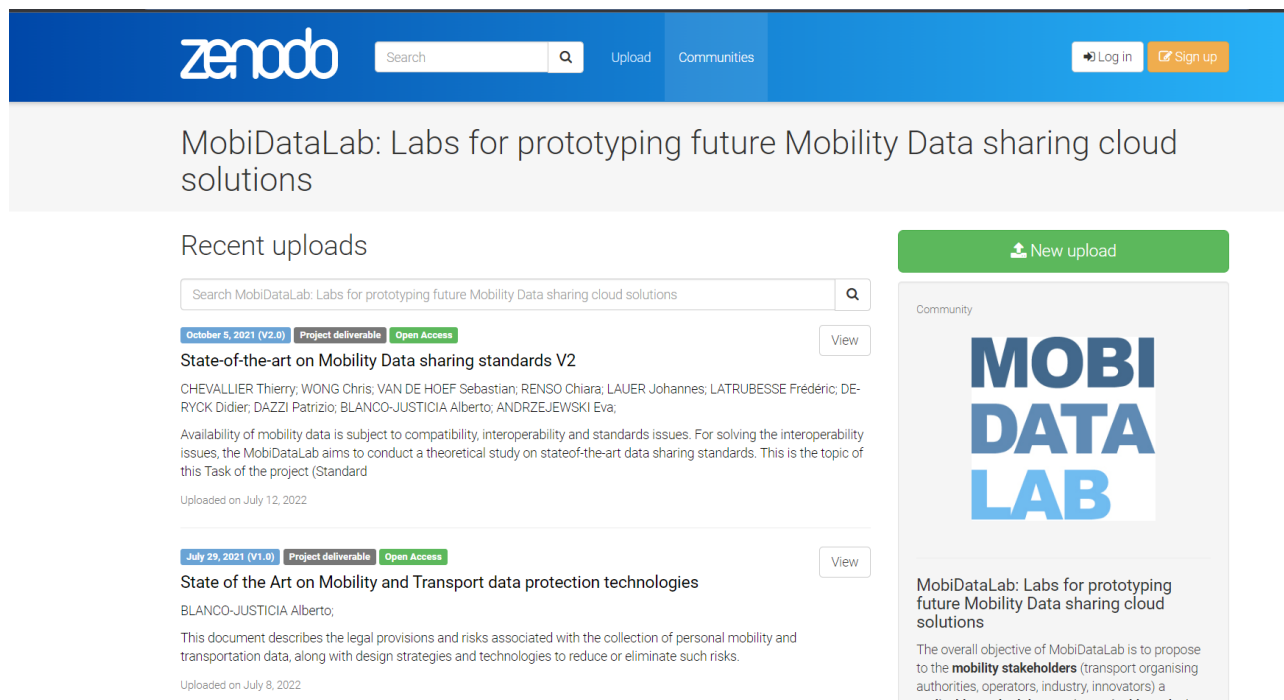 zenodo
Search
Upload
Communities
Log in
Sign up
MobiDataLab: Labs for prototyping future Mobility Data sharing cloud
solutions
Recent uploads
New upload
Search MobiDataLab: Labs for prototyping future Mobility Data sharing cloud solutions
October 5, 2021 (V2.0) Project deliverable Open Access
View
State-of-the-art on Mobility Data sharing standards V2
CHEVALLIER Thierry; WONG Chris; VAN DE HOEF Sebastian; RENSO Chiara; LAUER Johannes; LATRUBESSE Frédéric; DE-
RYCK Didier; DAZZI Patrizio; BLANCO-JUSTICIA Alberto; ANDRZEJEWSKI Eva;
Availability of mobility data is subject to compatibility, interoperability and standards issues. For solving the interoperability
issues, the MobiDataLab aims to conduct a theoretical study on stateof-the-art data sharing standards. This is the topic of
this Task of the project (Standard
Uploaded on July 12, 2022
July 29, 2021 (V1.0) Project deliverable Open Access
View
State of the Art on Mobility and Transport data protection technologies
BLANCO-JUSTICIA Alberto;
This document describes the legal provisions and risks associated with the collection of personal mobility and
transportation data, along with design strategies and technologies to reduce or eliminate such risks.
Uploaded on July 8, 2022
Community
MOBI
DATA
LAB
MobiDataLab: Labs for prototyping
future Mobility Data sharing cloud
solutions
The overall objective of MobiDataLab is to propose
to the mobility stakeholders (transport organising
authorities, operators, industry, innovators) a